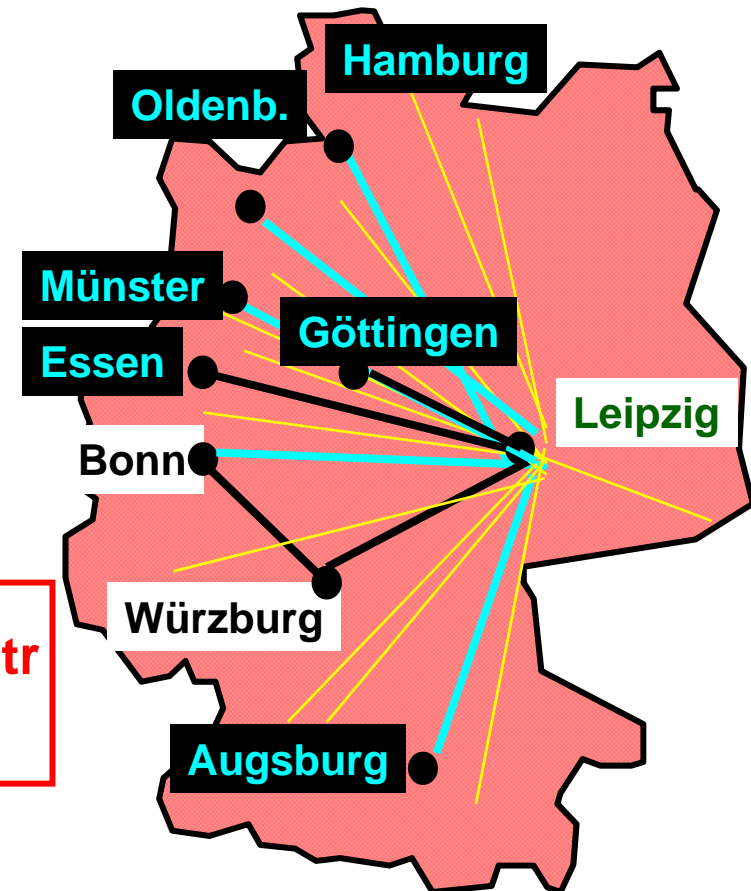 Hamburg
Oldenb.
Münster
Göttingen
Essen
Leipzig
Bonn
Würzburg
tr
Augsburg